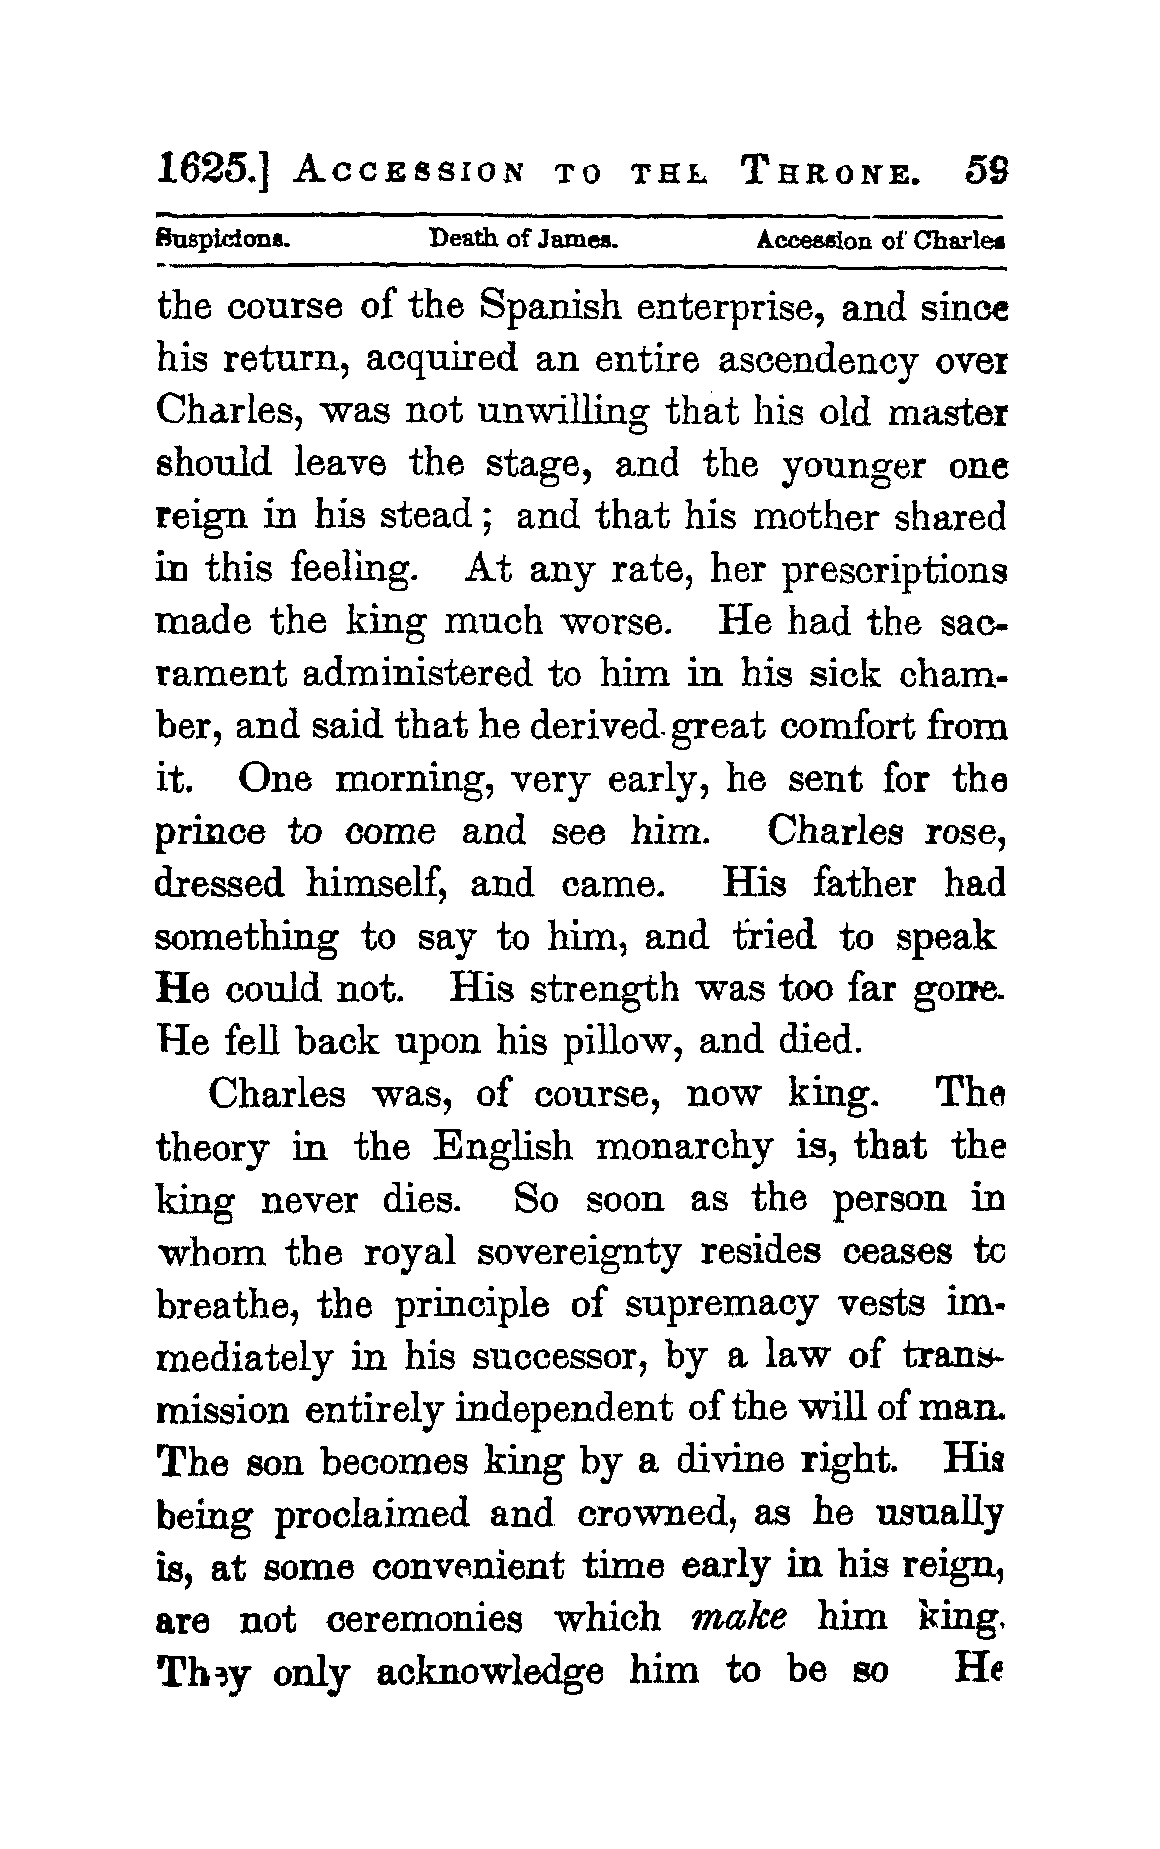 1625.] Accession to the Throne. 59
Suspicions. Death of James. Accession of Charles
the course of the Spanish enterprise, and since
his return, acquired an entire ascendency over
Charles, was not unwilling that his old master
should leave the stage, and the younger one
reign in his stead; and that his mother shared
in this feeling. At any rate, her prescriptions
made the king much worse. He had the sac-
rament administered to him in his sick cham-
ber, and said that he derived great comfort from
it. One morning, very early, he sent for the
prince to come and see him. Charles rose,
dressed himself, and came. His father had
something to say to him, and tried to speak
He could not. His strength was too far gone.
He fell back upon his pillow, and died.
Charles was, of course, now king. The
theory in the English monarchy is, that the
king never dies. So soon as the person in
whom the royal sovereignty resides ceases to
breathe, the principle of supremacy vests im-
mediately in his successor, by a law of trans-
mission entirely independent of the will of man.
The son becomes king by a divine right. His
being proclaimed and crowned, as he usually
is, at some convenient time early in his reign,
are not ceremonies which make him king.
They only acknowledge him to be so He